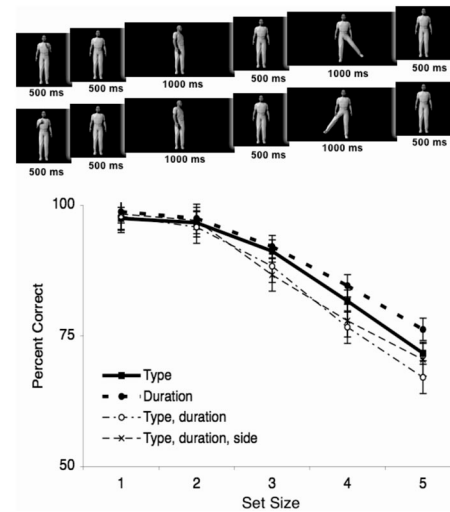 500 ms 500 ms 1000 ms 500 ms 1000 ms 500 ms
500 ms 500 ms 1000 ms 500 ms 1000 ms 500 ms
100
75
50
Percent Correct
Type
Duration
Type, duration
Type, duration, side
1 2 3 4 5
Set Size